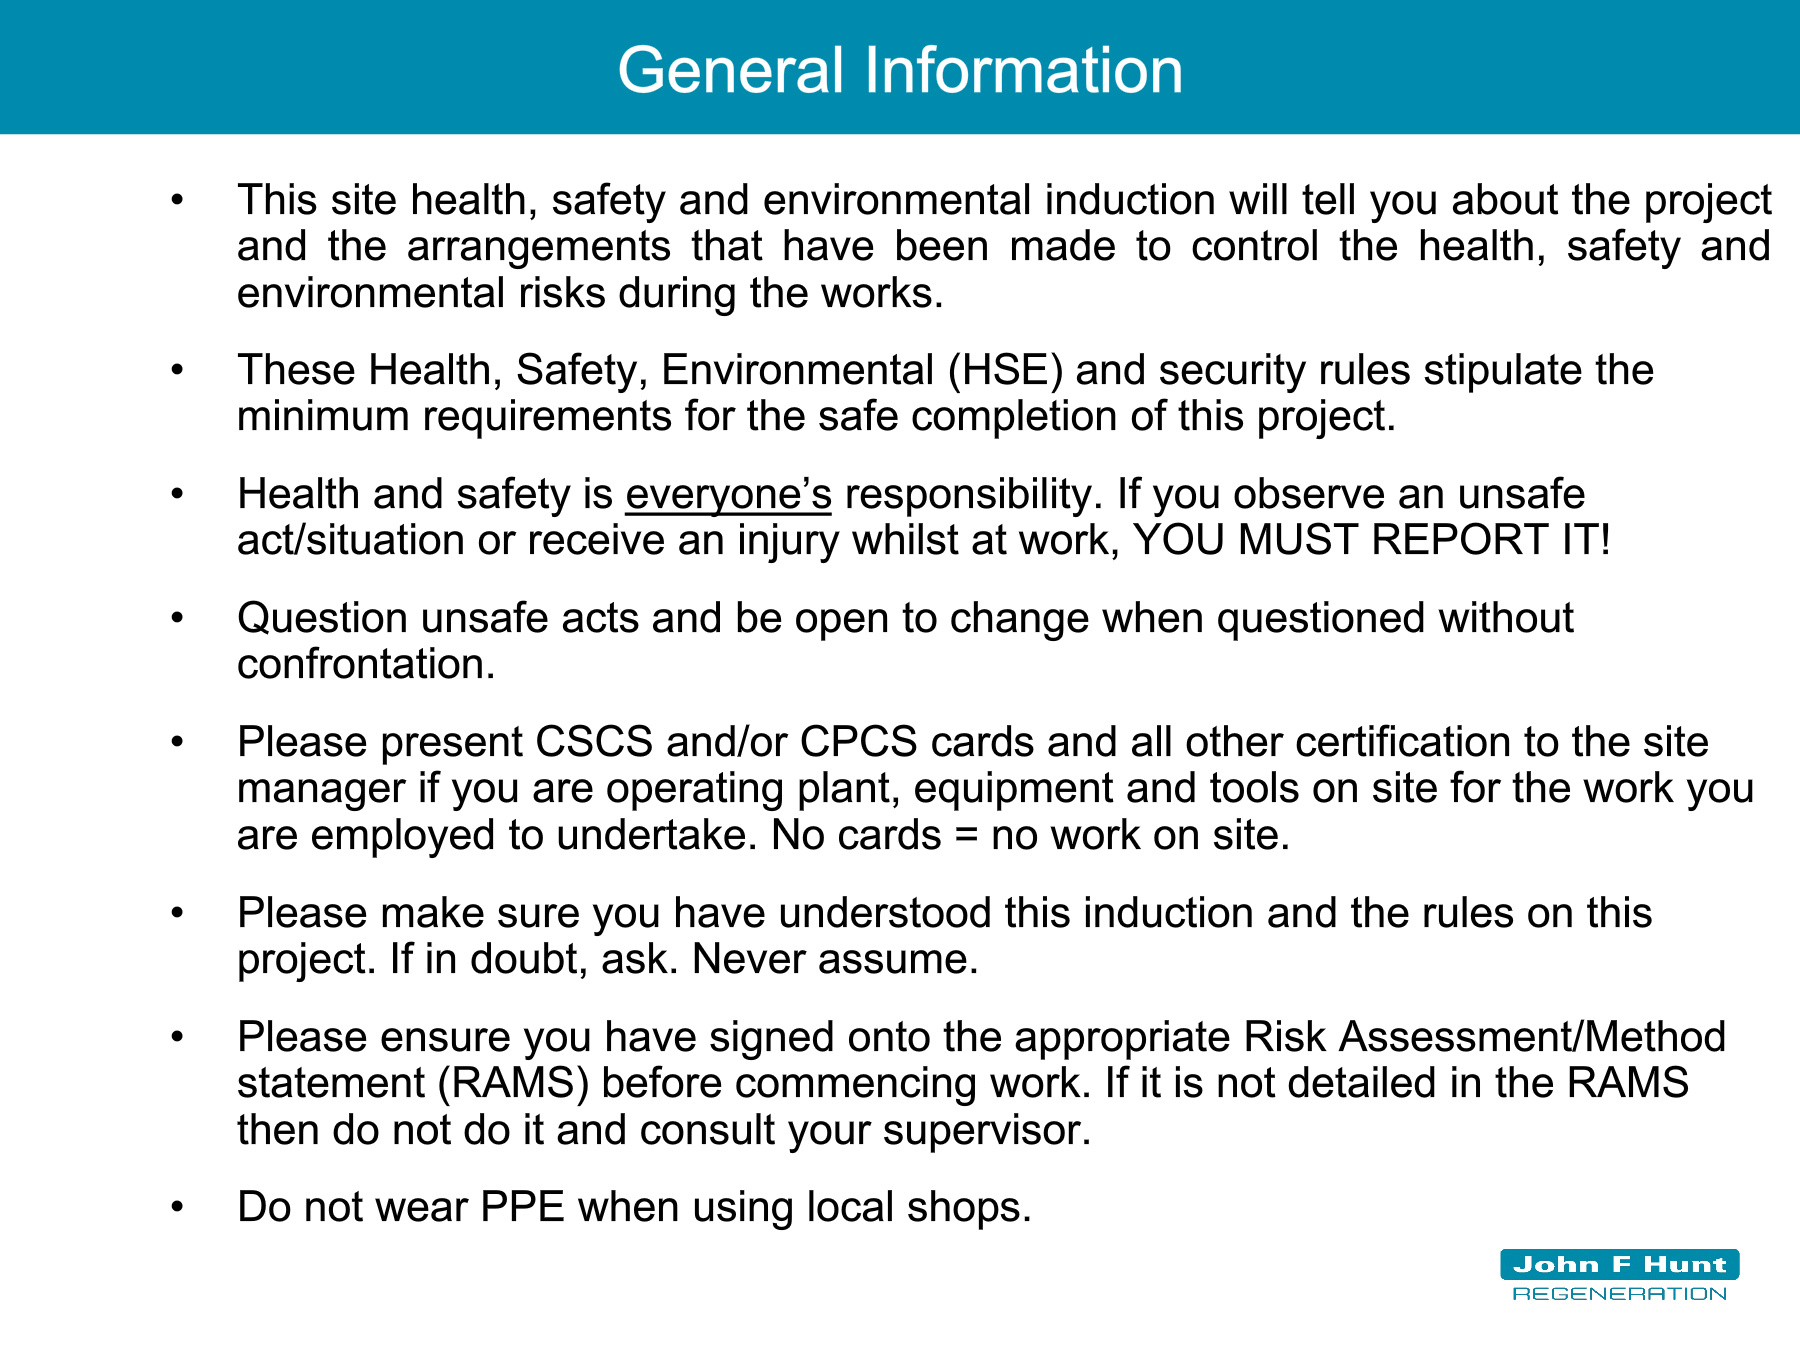 General Information
• This site health, safety and environmental induction will tell you about the project
and the arrangements that have been made to control the health, safety and
environmental risks during the works.
• These Health, Safety, Environmental (HSE) and security rules stipulate the
minimum requirements for the safe completion of this project.
• Health and safety is everyone’s responsibility. If you observe an unsafe
act/situation or receive an injury whilst at work, YOU MUST REPORT IT!
• Question unsafe acts and be open to change when questioned without
confrontation.
• Please present CSCS and/or CPCS cards and all other certification to the site
manager if you are operating plant, equipment and tools on site for the work you
are employed to undertake. No cards = no work on site.
• Please make sure you have understood this induction and the rules on this
project. If in doubt, ask. Never assume.
• Please ensure you have signed onto the appropriate Risk Assessment/Method
statement (RAMS) before commencing work. If it is not detailed in the RAMS
then do not do it and consult your supervisor.
• Do not wear PPE when using local shops.
John F Hunt
REGENERATION